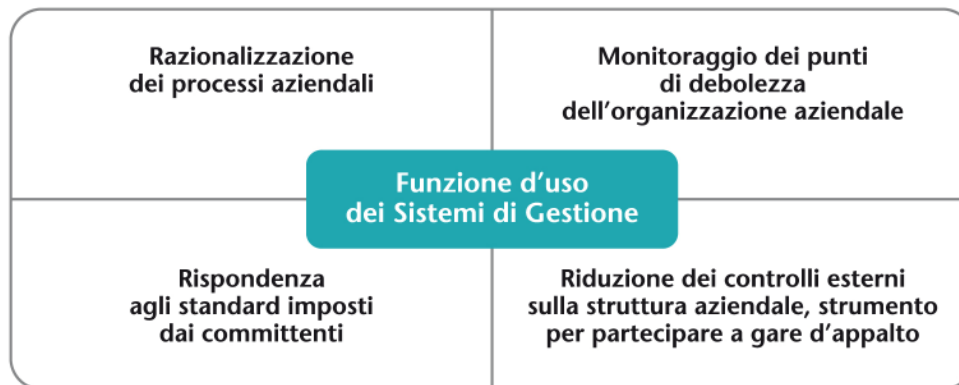 Razionalizzazione
dei processi aziendali
Monitoraggio dei punti
di debolezza
dell'organizzazione aziendale
Funzione d'uso
dei Sistemi di Gestione
Rispondenza
agli standard imposti
dai committenti
Riduzione dei controlli esterni
sulla struttura aziendale, strumento
per partecipare a gare d'appalto